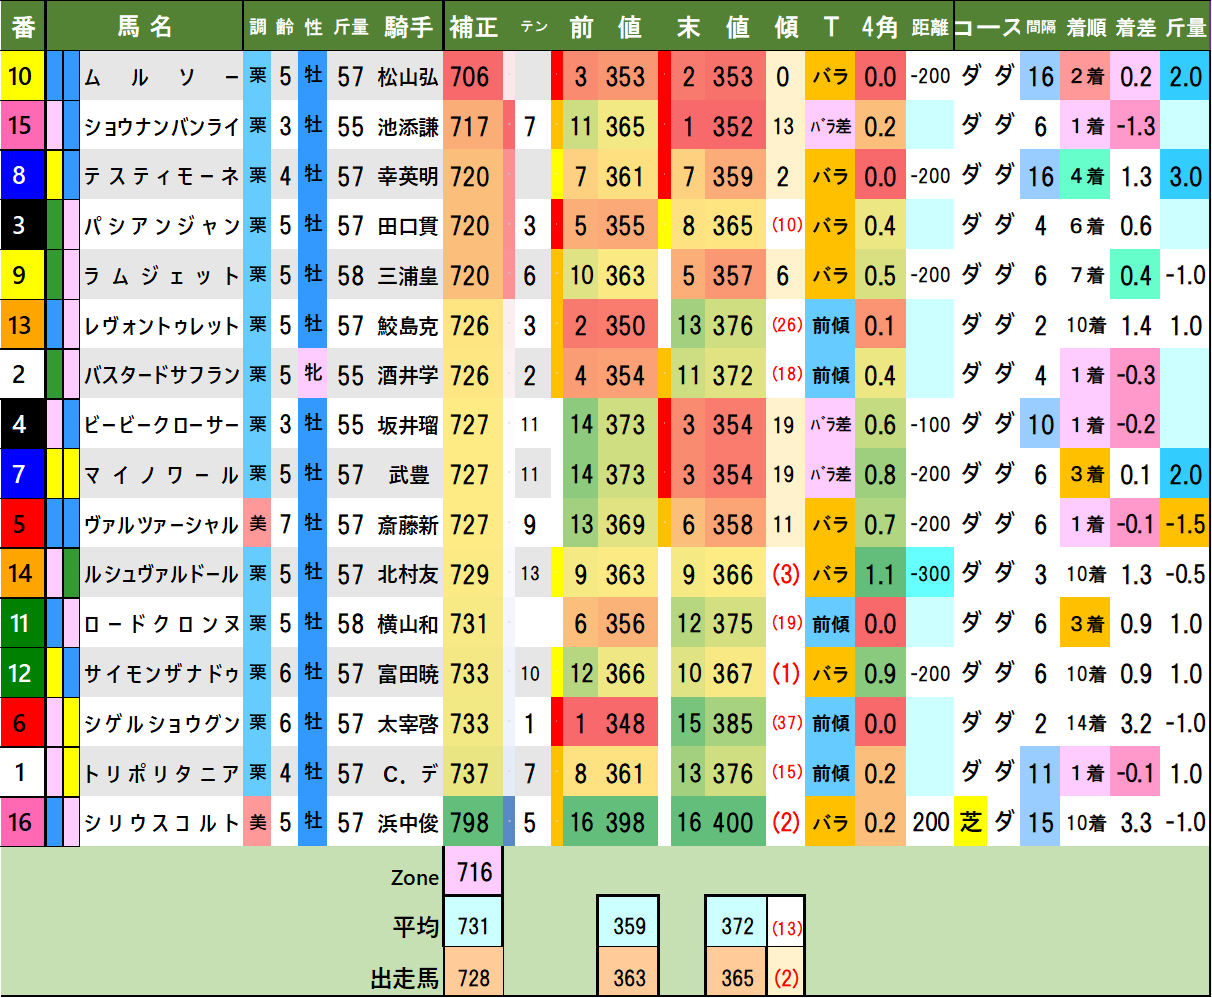 番 馬名 調 齢 性 斤量 騎手 補正 テン 前 値 末 値 傾 T 4角 距離 コース 間隔 着順 着差 斤量
10 ムルソー 栗 5 牡 57 松山弘 706 3 353 2 353 0 バラ 0.0 -200 ダ ダ 16 2着 0.2 2.0
15 ショウナンバンライ 栗 3 牡 55 池添謙 717 7 11 365 1 352 13 バラ差 0.2 ダ ダ 6 1着 -1.3
8 テスティモーネ 栗 4 牡 57 幸英明 720 7 361 7 359 2 バラ 0.0 -200 ダ ダ 16 4着 1.3 3.0
3 パシアンジャン 栗 5 牡 57 田口貫 720 3 5 355 8 365 (10) バラ 0.4 ダ ダ 4 6着 0.6
9 ラムジェット 栗 5 牡 58 三浦皇 720 6 10 363 5 357 6 バラ 0.5 -200 ダ ダ 6 7着 0.4 -1.0
13 レヴォントゥレット 栗 5 牡 57 鮫島克 726 3 2 350 13 376 (26) 前傾 0.1 ダ ダ 2 10着 1.4 1.0
2 バスタードサフラン 栗 5 牝 55 酒井学 726 2 4 354 11 372 (18) 前傾 0.4 ダ ダ 4 1着 -0.3
4 ビービークローサー 栗 3 牡 55 坂井瑠 727 11 14 373 3 354 19 バラ差 0.6 -100 ダ ダ 10 1着 -0.2
7 マイノワール 栗 5 牡 57 武豊 727 11 14 373 3 354 19 バラ差 0.8 -200 ダ ダ 6 3着 0.1 2.0
5 ヴァルツァーシャル 美 7 牡 57 斎藤新 727 9 13 369 6 358 11 バラ 0.7 -200 ダ ダ 6 1着 -0.1 -1.5
14 ルシュヴァルドール 栗 5 牡 57 北村友 729 13 9 363 9 366 (3) バラ 1.1 -300 ダ ダ 3 10着 1.3 -0.5
11 ロードクロンヌ 栗 5 牡 58 横山和 731 6 356 12 375 (19) 前傾 0.0 ダ ダ 6 3着 0.9 1.0
12 サイモンザナドゥ 栗 6 牡 57 富田暁 733 10 12 366 10 367 (1) バラ 0.9 -200 ダ ダ 6 10着 0.9 1.0
6 シゲルショウグン 栗 6 牡 57 太宰啓 733 1 1 348 15 385 (37) 前傾 0.0 ダ ダ 2 14着 3.2 -1.0
1 トリポリタニア 栗 4 牡 57 C.デ 737 7 8 361 13 376 (15) 前傾 0.2 ダ ダ 11 1着 -0.1 1.0
16 シリウスコルト 美 5 牡 57 浜中俊 798 5 16 398 16 400 (2) バラ 0.2 200 芝 ダ 15 10着 3.3 -1.0
Zone 716
平均 731 359 372 (13)
出走馬 728 363 365 (2)